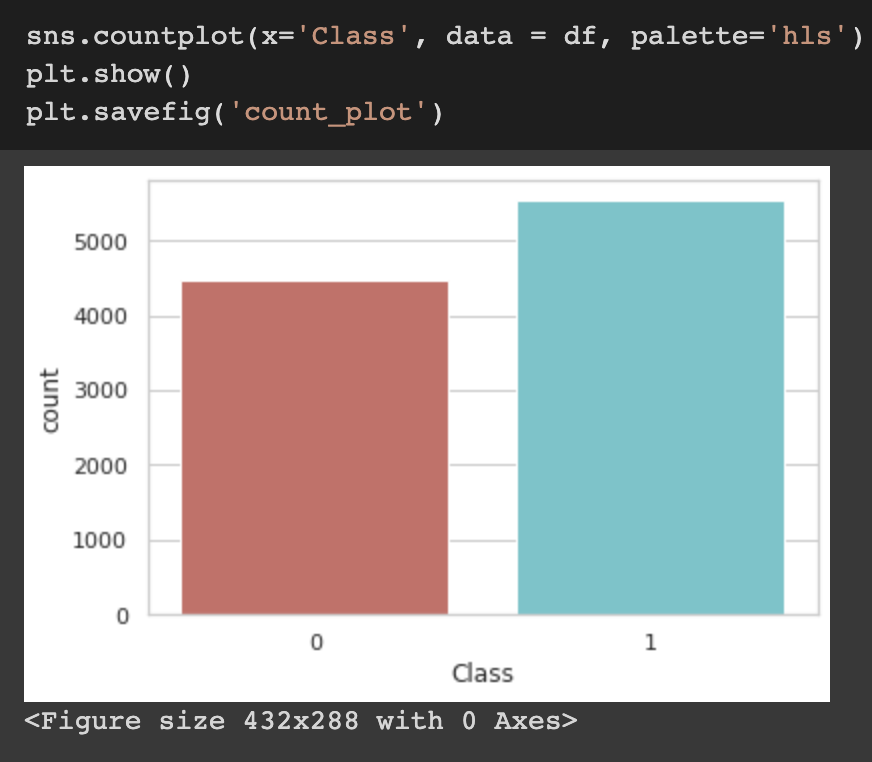 sns.countplot(x='Class', data = df, palette='hls')
plt.show()
plt.savefig('count_plot')
5000
4000
3000
2000
1000
0
count
0 1
Class
<Figure size 432x288 with 0 Axes>